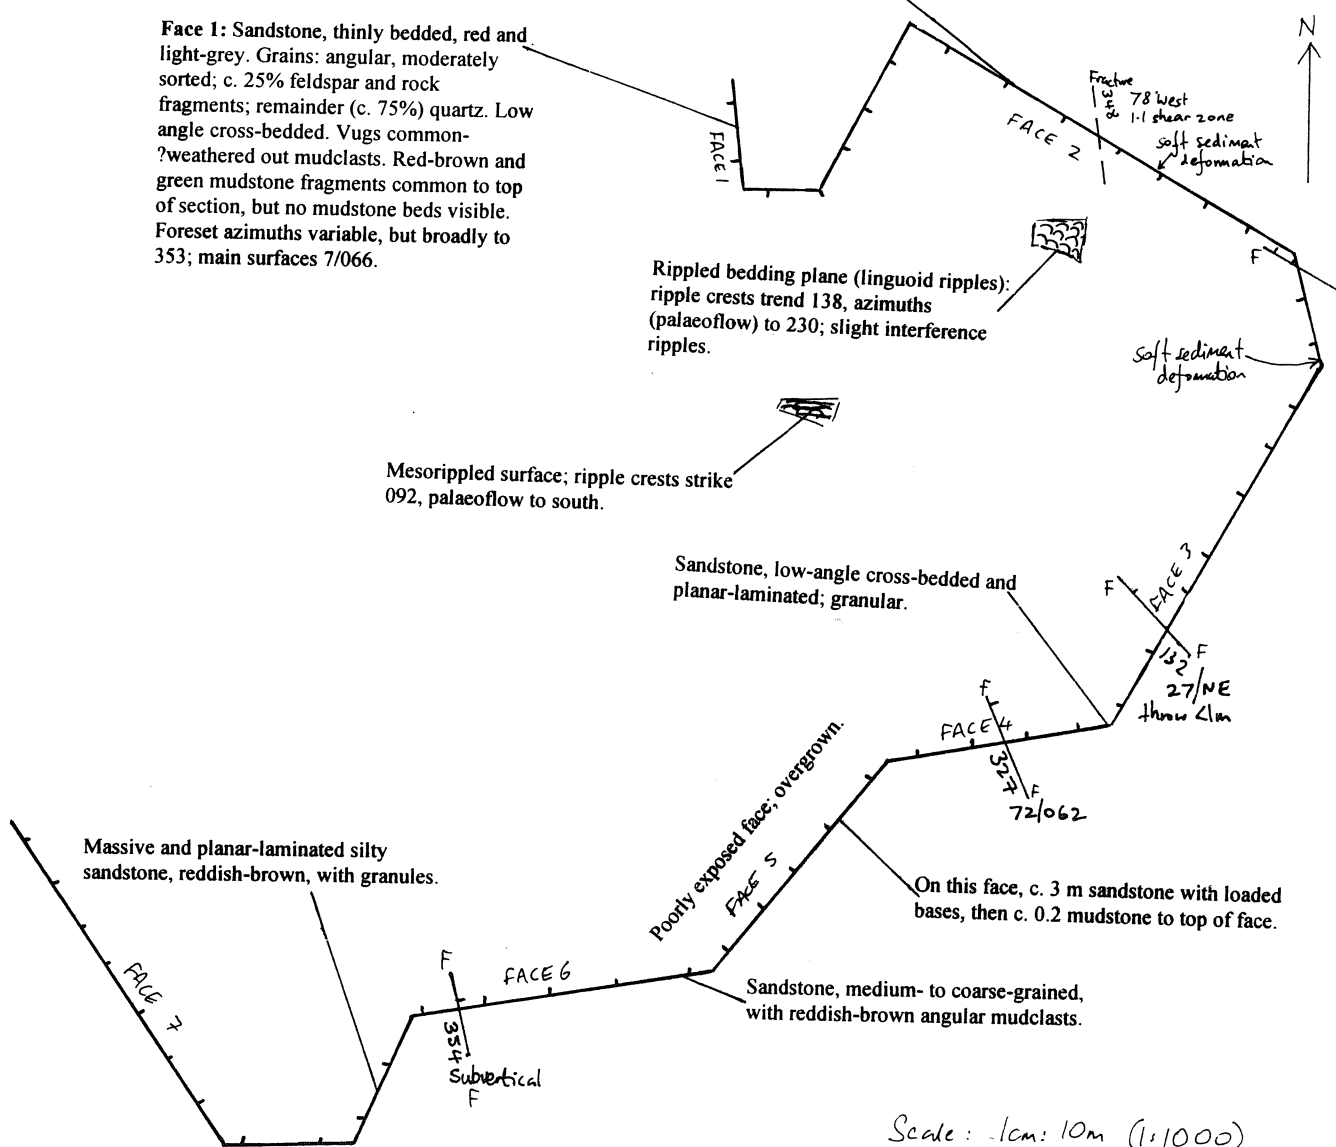 Face 1: Sandstone, thinly bedded, red and
light-grey. Grains: angular, moderately
sorted; c. 25% feldspar and rock
fragments; remainder (c. 75%) quartz. Low
angle cross-bedded. Vugs common-
?weathered out mudclasts. Red-brown and
green mudstone fragments common to top
of section, but no mudstone beds visible.
Foreset azimuths variable, but broadly to
353; main surfaces 7/066.
FACE 1
FACE 2
Fracture
348
78 west
1.1 shear zone
soft sediment
deformation
N
F
Rippled bedding plane (linguoid ripples):
ripple crests trend 138, azimuths
(palaeoflow) to 230; slight interference
ripples.
soft sediment
deformation
Mesorippled surface; ripple crests strike
092, palaeoflow to south.
Sandstone, low-angle cross-bedded and
planar-laminated; granular.
FACE 3
F
F
132
27/NE
throw <1m
f
FACE 4
327
F
72/062
Poorly exposed face; overgrown.
FACE 5
Massive and planar-laminated silty
sandstone, reddish-brown, with granules.
On this face, c. 3 m sandstone with loaded
bases, then c. 0.2 mudstone to top of face.
F
FACE 6
354
Subvertical
F
Sandstone, medium- to coarse-grained,
with reddish-brown angular mudclasts.
FACE 7
Scale: 1cm: 10m (1:1000)